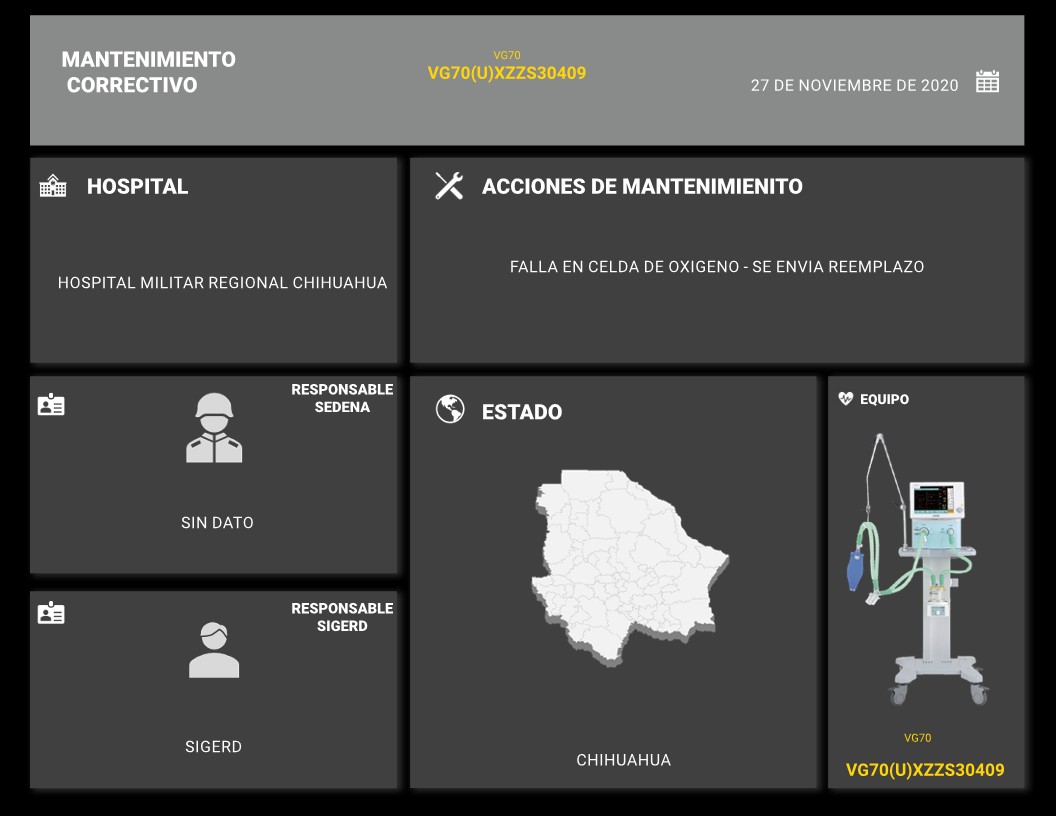 MANTENIMIENTO
CORRECTIVO
VG70
VG70(U)XZZS30409
27 DE NOVIEMBRE DE 2020
HOSPITAL
HOSPITAL MILITAR REGIONAL CHIHUAHUA
ACCIONES DE MANTENIMIENITO
FALLA EN CELDA DE OXIGENO - SE ENVIA REEMPLAZO
RESPONSABLE
SEDENA
SIN DATO
RESPONSABLE
SIGERD
SIGERD
ESTADO
CHIHUAHUA
EQUIPO
VG70
VG70(U)XZZS30409